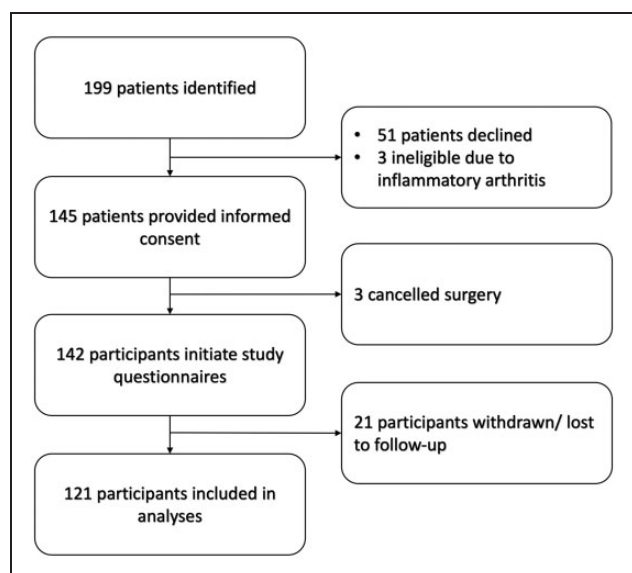 199 patients identified
• 51 patients declined
• 3 ineligible due to
inflammatory arthritis
145 patients provided informed
consent
3 cancelled surgery
142 participants initiate study
questionnaires
21 participants withdrawn/ lost
to follow-up
121 participants included in
analyses